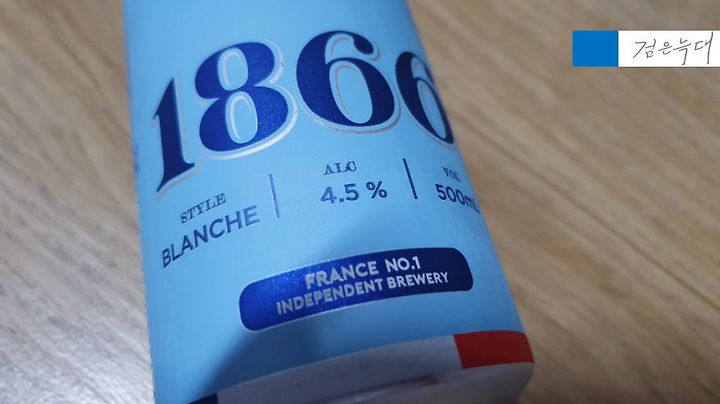 검은늑대
1866
STYLE
BLANCHE
ALC
4.5 %
VOL.
500mL
FRANCE NO.1
INDEPENDENT BREWERY